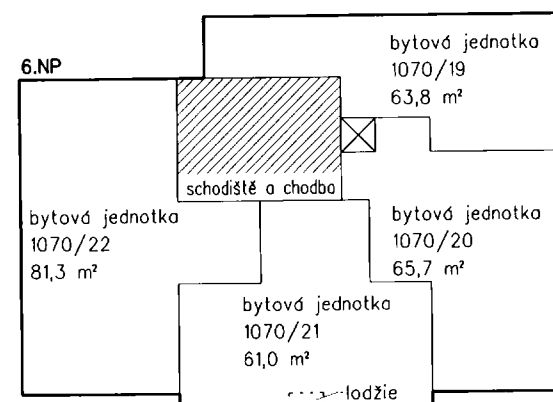 6.NP
bytová jednotka
1070/19
63,8 m²
schodiště a chodba
bytová jednotka
1070/22
81,3 m²
bytová jednotka
1070/20
65,7 m²
bytová jednotka
1070/21
61,0 m²
lodžie